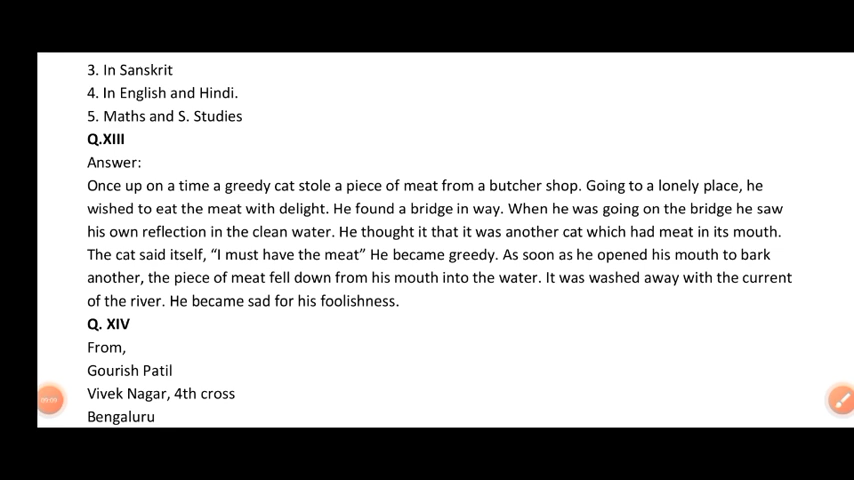 3. In Sanskrit
4. In English and Hindi.
5. Maths and S. Studies
Q.XIII
Answer:
Once up on a time a greedy cat stole a piece of meat from a butcher shop. Going to a lonely place, he
wished to eat the meat with delight. He found a bridge in way. When he was going on the bridge he saw
his own reflection in the clean water. He thought it that it was another cat which had meat in its mouth.
The cat said itself, “I must have the meat” He became greedy. As soon as he opened his mouth to bark
another, the piece of meat fell down from his mouth into the water. It was washed away with the current
of the river. He became sad for his foolishness.
Q. XIV
From,
Gourish Patil
Vivek Nagar, 4th cross
Bengaluru